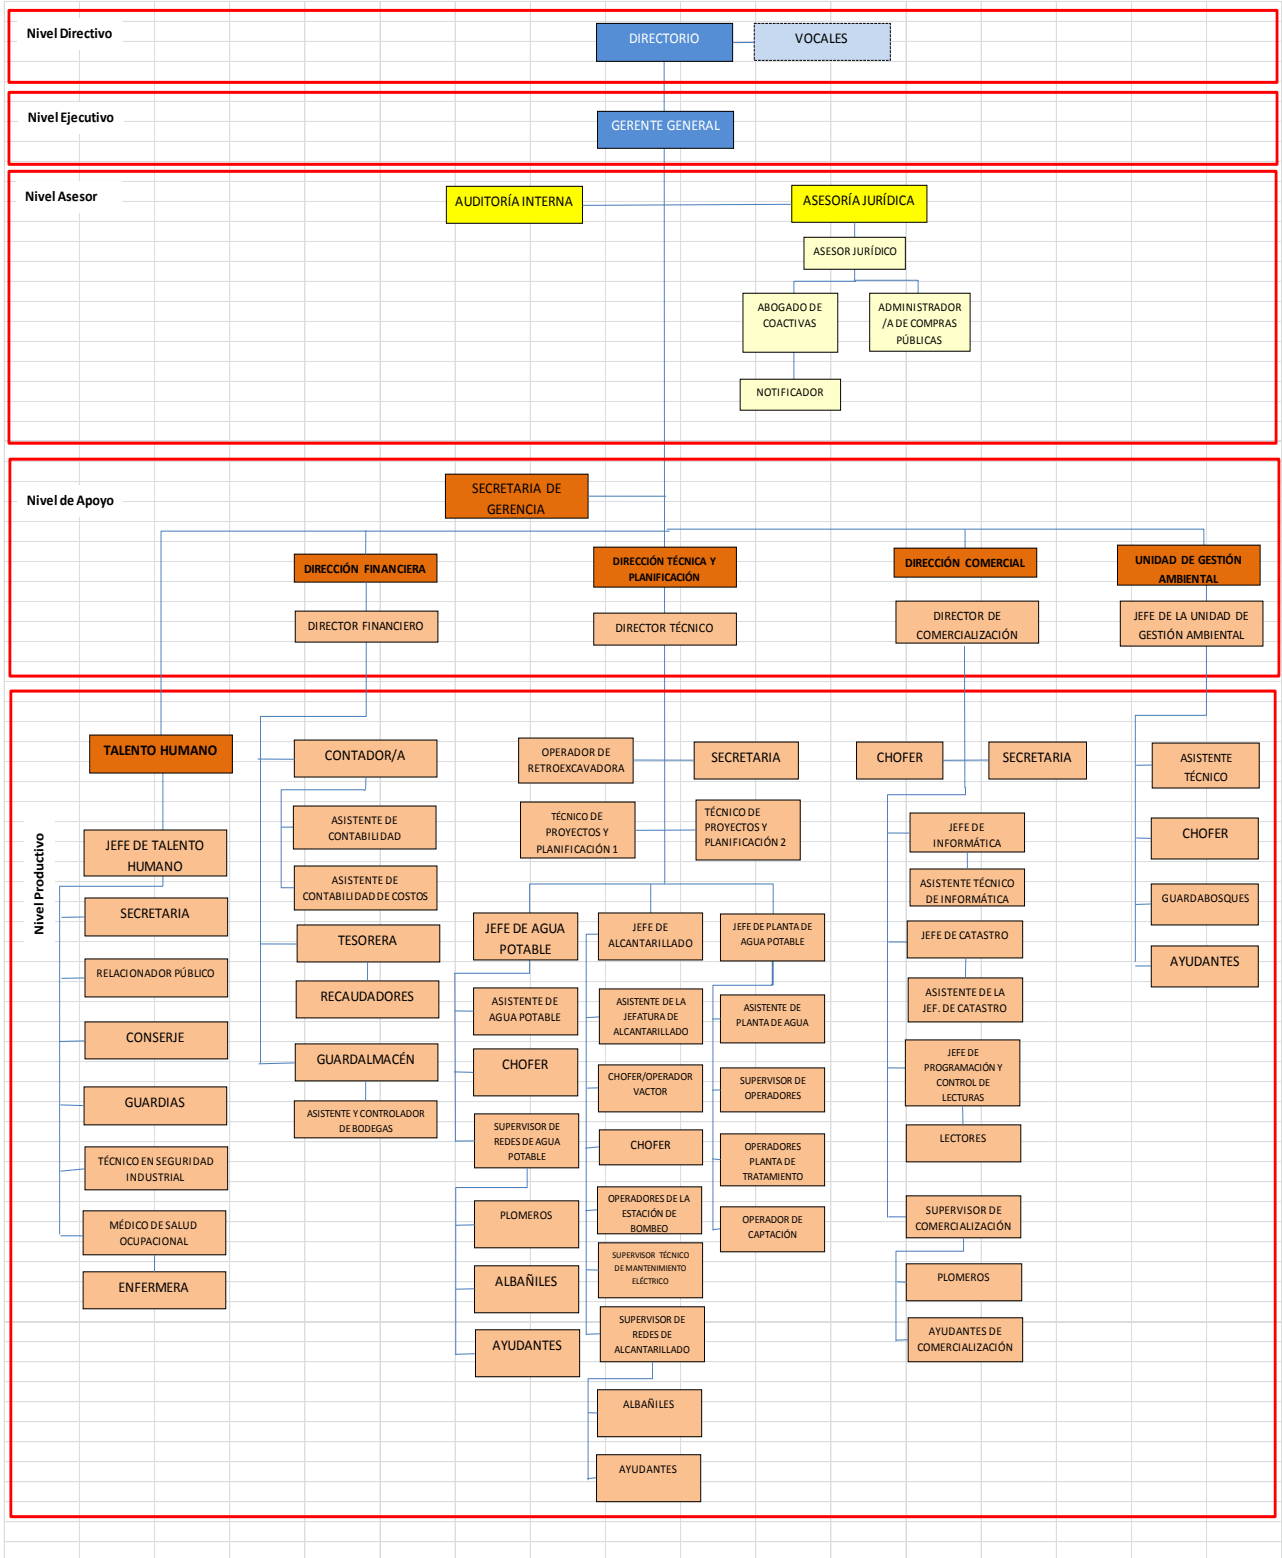 Nivel Directivo
DIRECTORIO
VOCALES
Nivel Ejecutivo
GERENTE GENERAL
Nivel Asesor
AUDITORÍA INTERNA
ASESORÍA JURÍDICA
ASESOR JURÍDICO
ABOGADO DE
COACTIVAS
ADMINISTRADOR
/A DE COMPRAS
PÚBLICAS
NOTIFICADOR
Nivel de Apoyo
SECRETARIA DE
GERENCIA
DIRECCIÓN FINANCIERA
DIRECCIÓN TÉCNICA Y
PLANIFICACIÓN
DIRECCIÓN COMERCIAL
UNIDAD DE GESTIÓN
AMBIENTAL
DIRECTOR FINANCIERO
DIRECTOR TÉCNICO
DIRECTOR DE
COMERCIALIZACIÓN
JEFE DE LA UNIDAD DE
GESTIÓN AMBIENTAL
Nivel Productivo
TALENTO HUMANO
JEFE DE TALENTO
HUMANO
SECRETARIA
RELACIONADOR PÚBLICO
CONSERJE
GUARDIAS
TÉCNICO EN SEGURIDAD
INDUSTRIAL
MÉDICO DE SALUD
OCUPACIONAL
ENFERMERA
CONTADOR/A
ASISTENTE DE
CONTABILIDAD
ASISTENTE DE
CONTABILIDAD DE COSTOS
TESORERA
RECAUDADORES
GUARDALMACÉN
ASISTENTE Y CONTROLADOR
DE BODEGAS
OPERADOR DE
RETROEXCAVADORA
SECRETARIA
TÉCNICO DE
PROYECTOS Y
PLANIFICACIÓN 1
TÉCNICO DE
PROYECTOS Y
PLANIFICACIÓN 2
JEFE DE AGUA
POTABLE
ASISTENTE DE
AGUA POTABLE
CHOFER
SUPERVISOR DE
REDES DE AGUA
POTABLE
PLOMEROS
ALBAÑILES
AYUDANTES
JEFE DE
ALCANTARILLADO
ASISTENTE DE LA
JEFATURA DE
ALCANTARILLADO
CHOFER/OPERADOR
VACTOR
CHOFER
OPERADORES DE LA
ESTACIÓN DE
BOMBEO
SUPERVISOR TÉCNICO
DE MANTENIMIENTO
ELÉCTRICO
SUPERVISOR DE
REDES DE
ALCANTARILLADO
ALBAÑILES
AYUDANTES
JEFE DE PLANTA DE
AGUA POTABLE
ASISTENTE DE
PLANTA DE AGUA
SUPERVISOR DE
OPERADORES
OPERADORES
PLANTA DE
TRATAMIENTO
OPERADOR DE
CAPTACIÓN
CHOFER
SECRETARIA
JEFE DE
INFORMÁTICA
ASISTENTE TÉCNICO
DE INFORMÁTICA
JEFE DE CATASTRO
ASISTENTE DE LA
JEF. DE CATASTRO
JEFE DE
PROGRAMACIÓN Y
CONTROL DE
LECTURAS
LECTORES
SUPERVISOR DE
COMERCIALIZACIÓN
PLOMEROS
AYUDANTES DE
COMERCIALIZACIÓN
ASISTENTE
TÉCNICO
CHOFER
GUARDABOSQUES
AYUDANTES